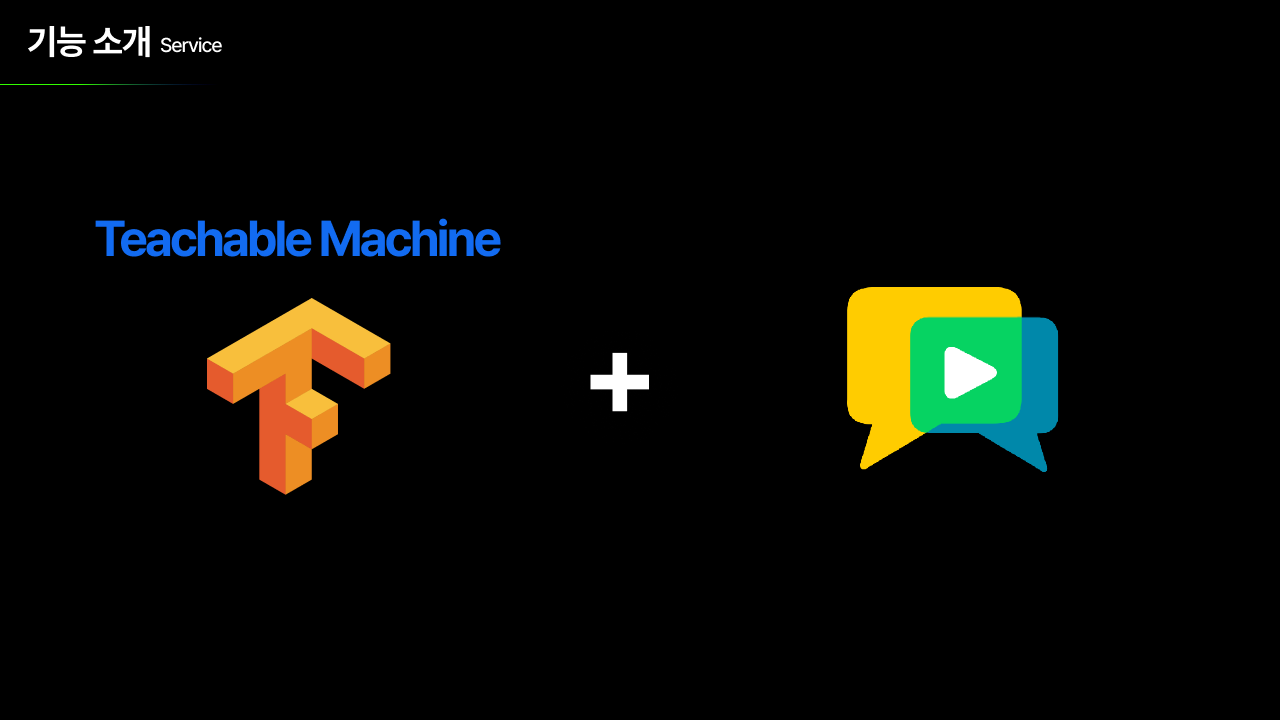 기능 소개 Service
Teachable Machine
+